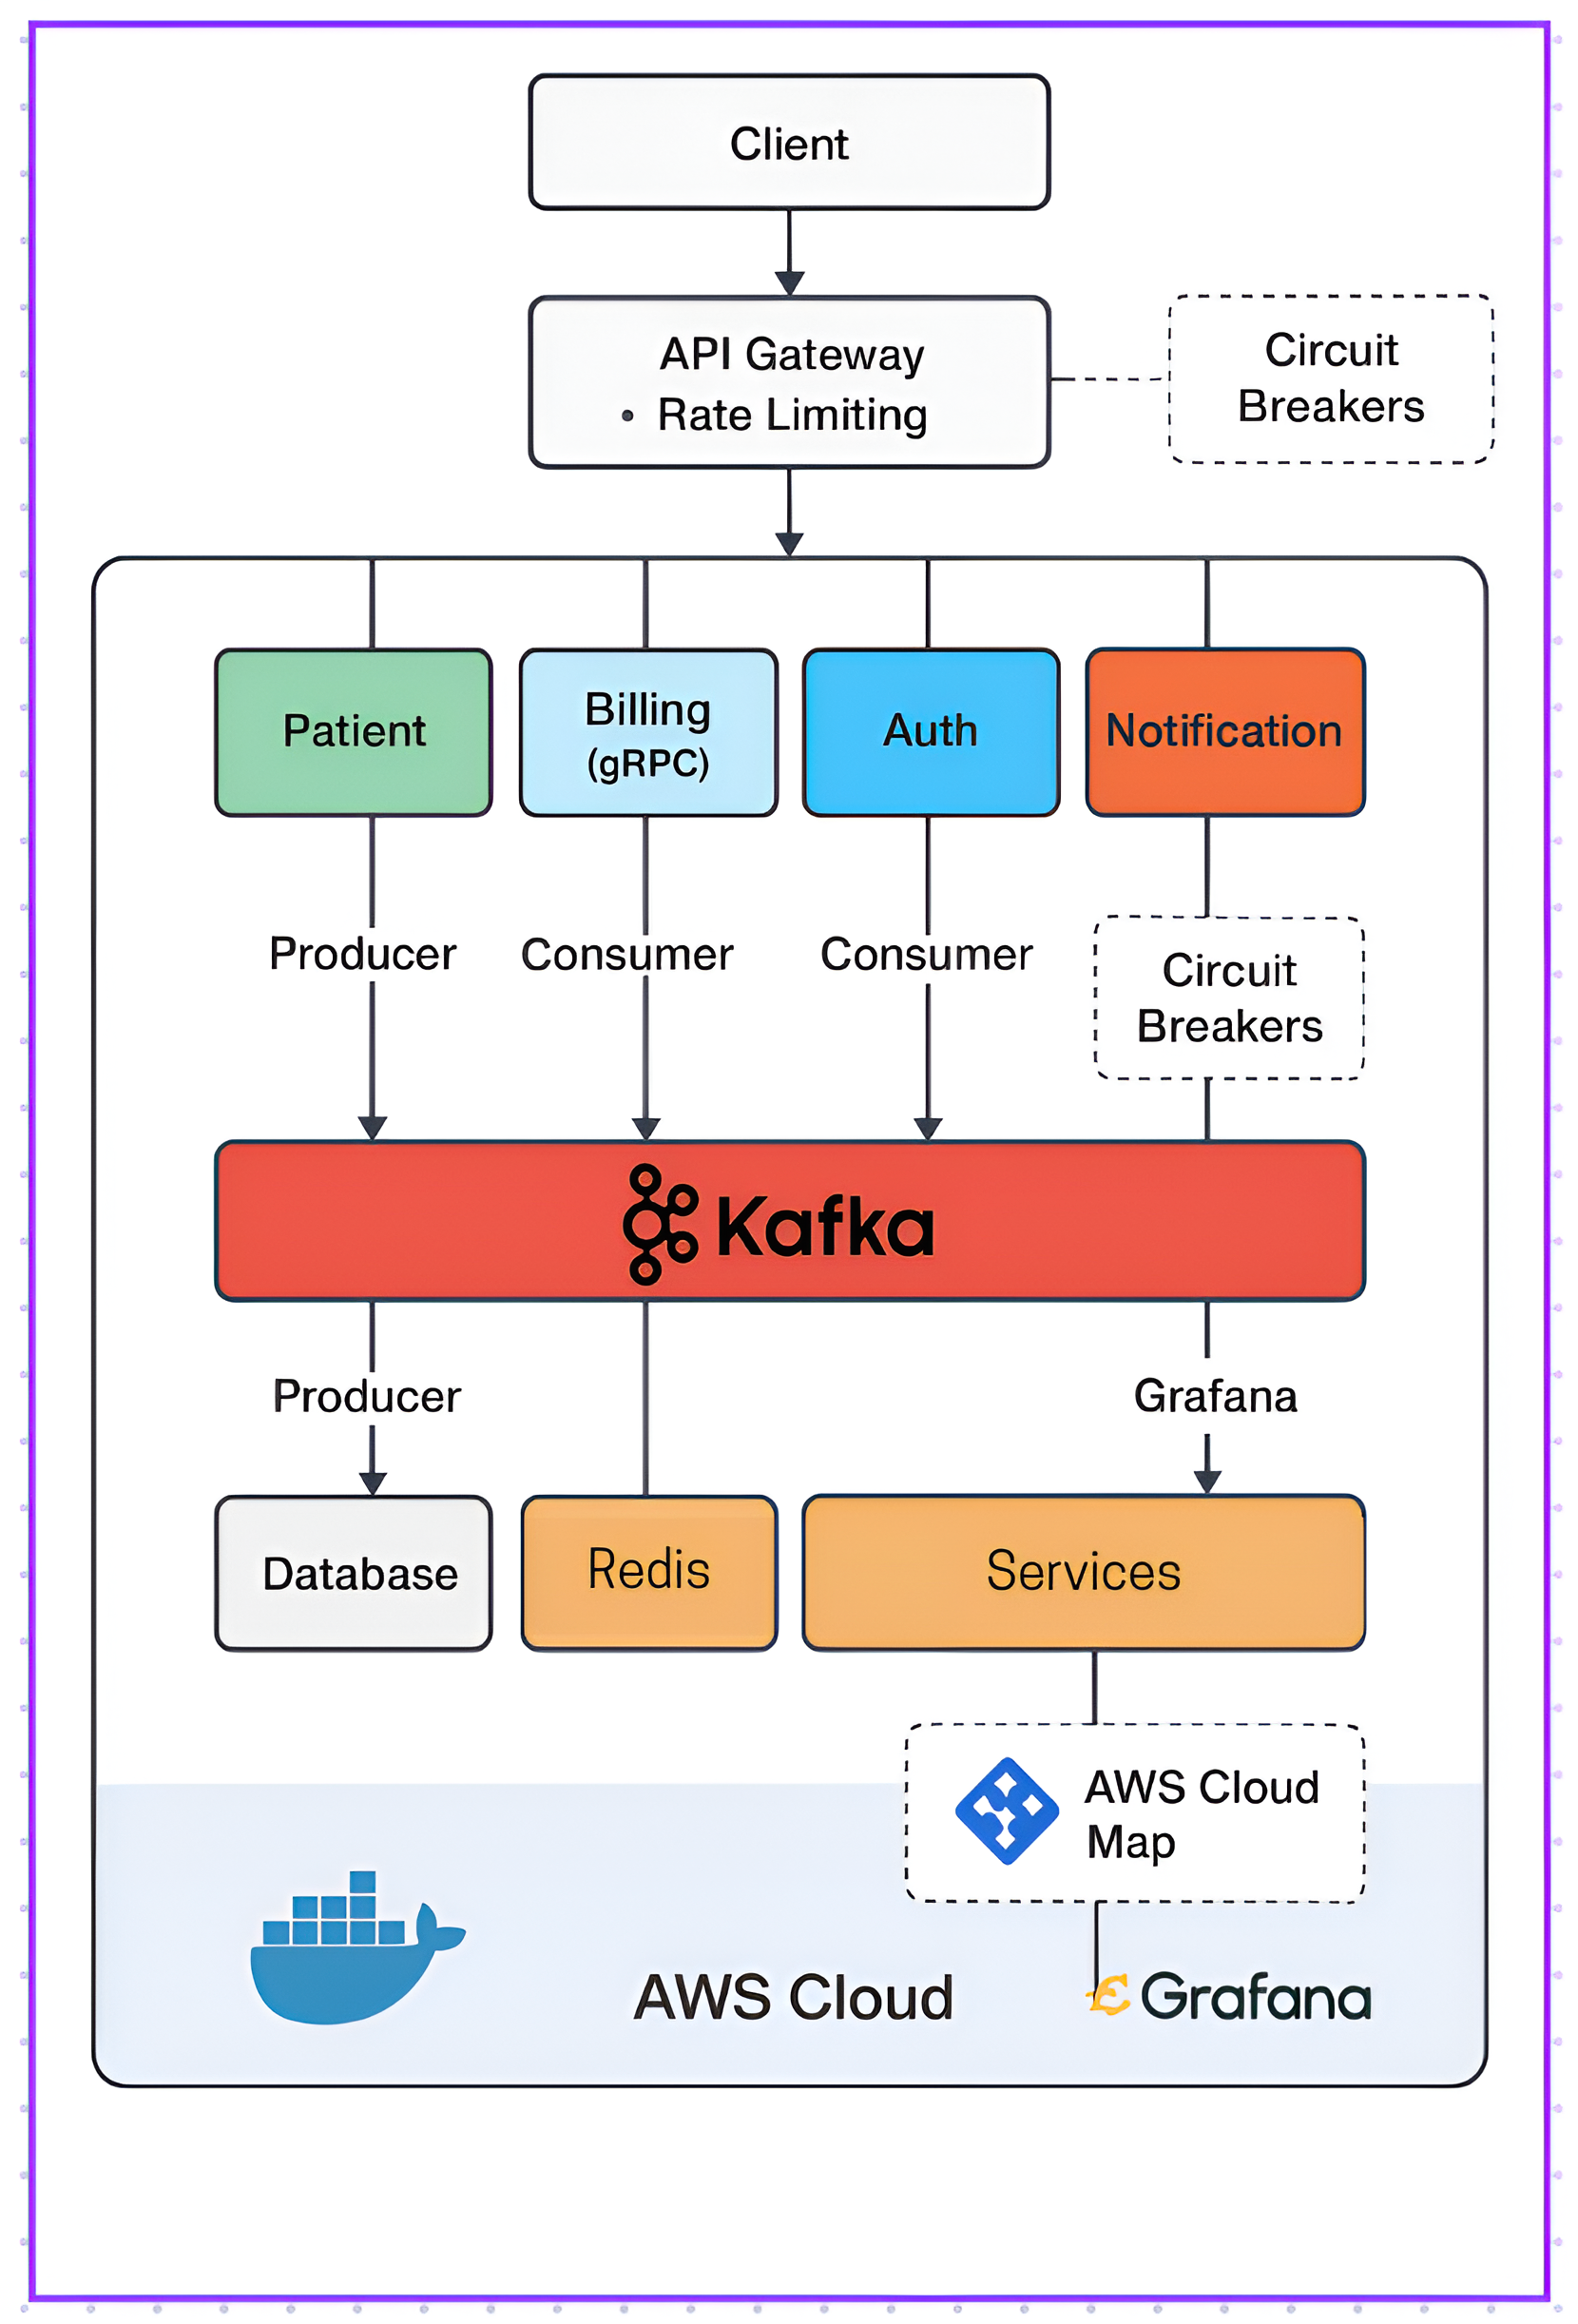 Client
API Gateway
• Rate Limiting
Circuit
Breakers
Patient
Billing
(gRPC)
Auth
Notification
Producer
Consumer
Consumer
Circuit
Breakers
Kafka
Producer
Grafana
Database
Redis
Services
AWS Cloud
Map
AWS Cloud
Grafana